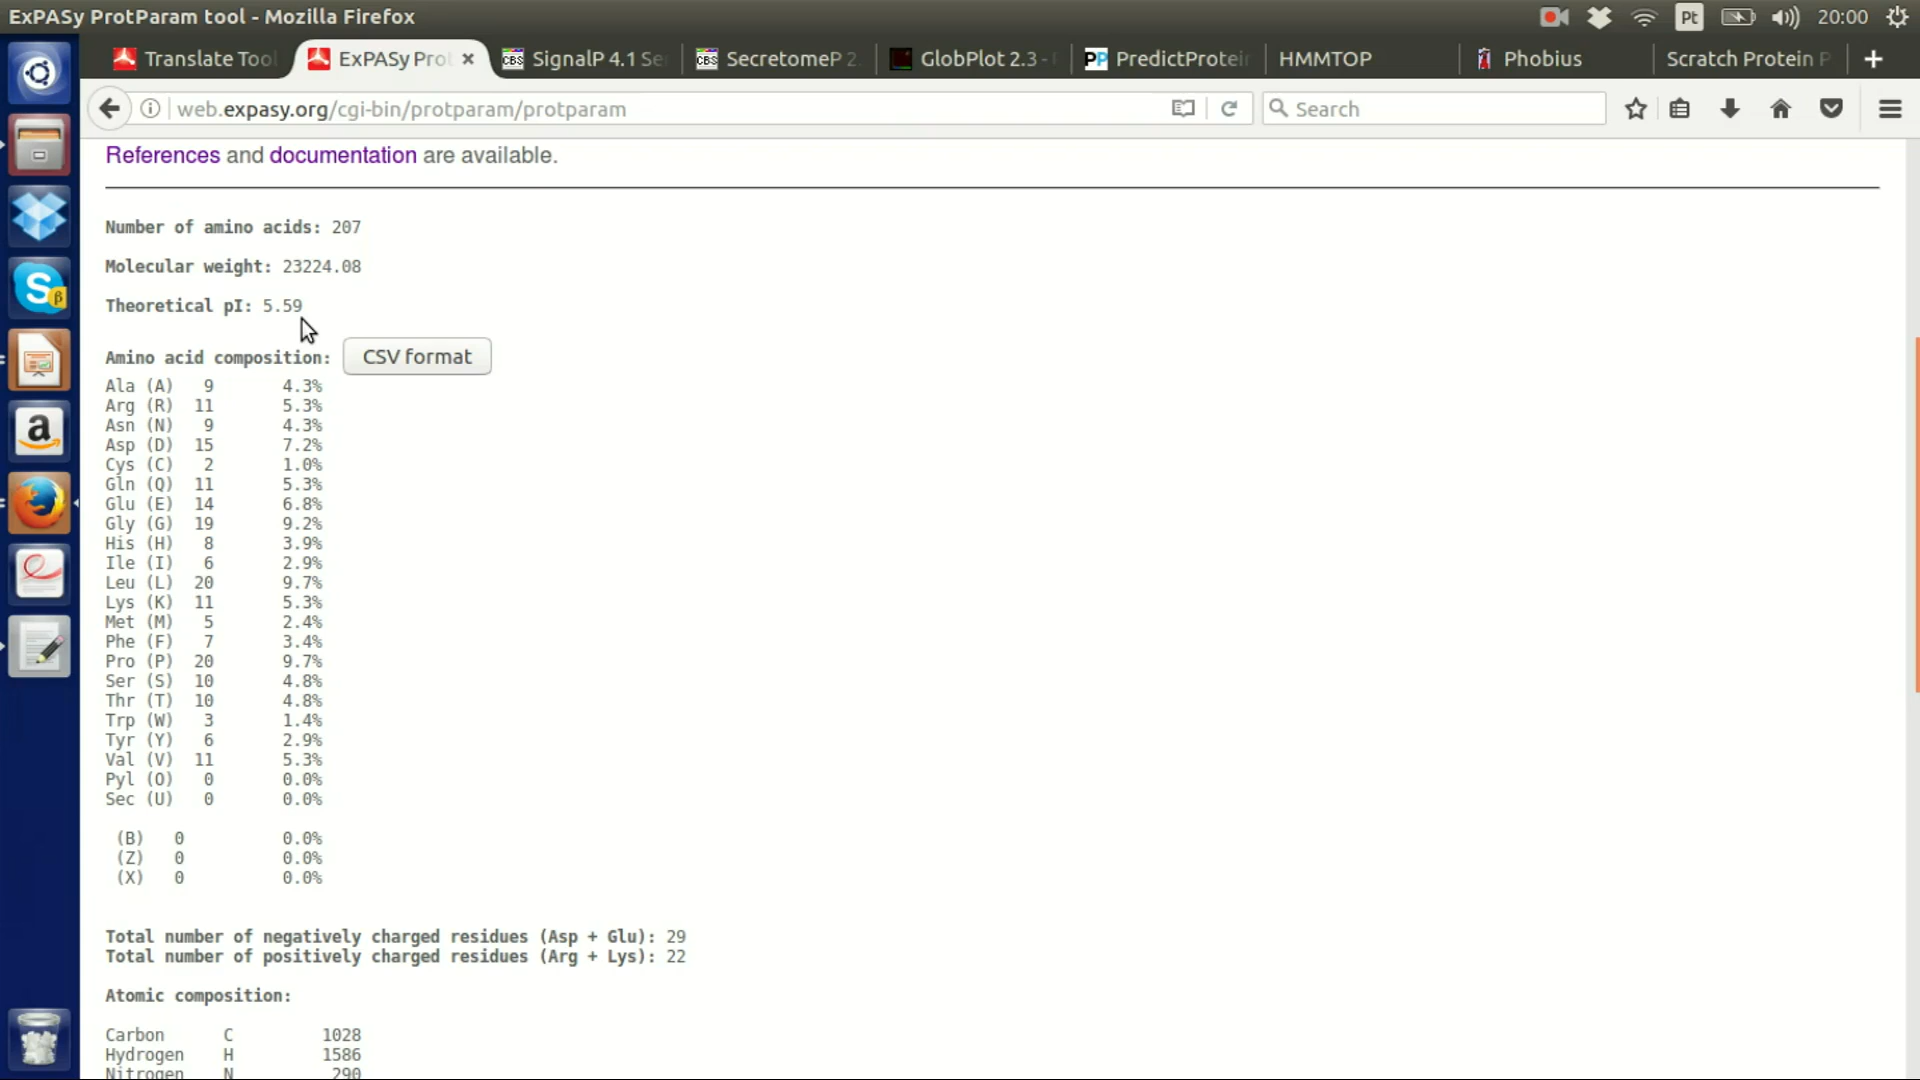 ExPASy ProtParam tool - Mozilla Firefox
Pt
20:00
Translate Tool
ExPASy Pro
SignalP 4.1 Se
SecretomeP 2
GlobPlot 2.3 -
PredictProtein
HMMTOP
Phobius
Scratch Protein P
web.expasy.org/cgi-bin/protparam/protparam
Search
References and documentation are available.
Number of amino acids: 207
Molecular weight: 23224.08
Theoretical pI: 5.59
Amino acid composition: CSV format
Ala (A) 9 4.3%
Arg (R) 11 5.3%
Asn (N) 9 4.3%
Asp (D) 15 7.2%
Cys (C) 2 1.0%
Gln (Q) 11 5.3%
Glu (E) 14 6.8%
Gly (G) 19 9.2%
His (H) 8 3.9%
Ile (I) 6 2.9%
Leu (L) 20 9.7%
Lys (K) 11 5.3%
Met (M) 5 2.4%
Phe (F) 7 3.4%
Pro (P) 20 9.7%
Ser (S) 10 4.8%
Thr (T) 10 4.8%
Trp (W) 3 1.4%
Tyr (Y) 6 2.9%
Val (V) 11 5.3%
Pyl (O) 0 0.0%
Sec (U) 0 0.0%
(B) 0 0.0%
(Z) 0 0.0%
(X) 0 0.0%
Total number of negatively charged residues (Asp + Glu): 29
Total number of positively charged residues (Arg + Lys): 22
Atomic composition:
Carbon C 1028
Hydrogen H 1586
Nitrogen N 290